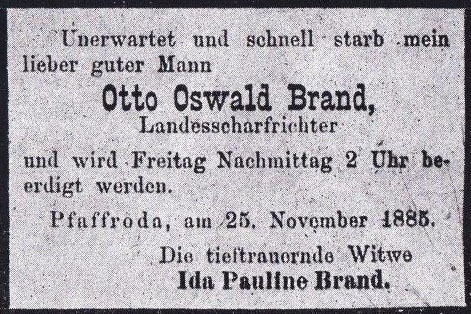 Unerwartet und schnell starb mein
lieber guter Mann
Otto Oswald Brand,
Landesscharfrichter
und wird Freitag Nachmittag 2 Uhr be-
erdigt werden.
Pfaffroda, am 25. November 1885.
Die tieftrauernde Witwe
Ida Pauline Brand.